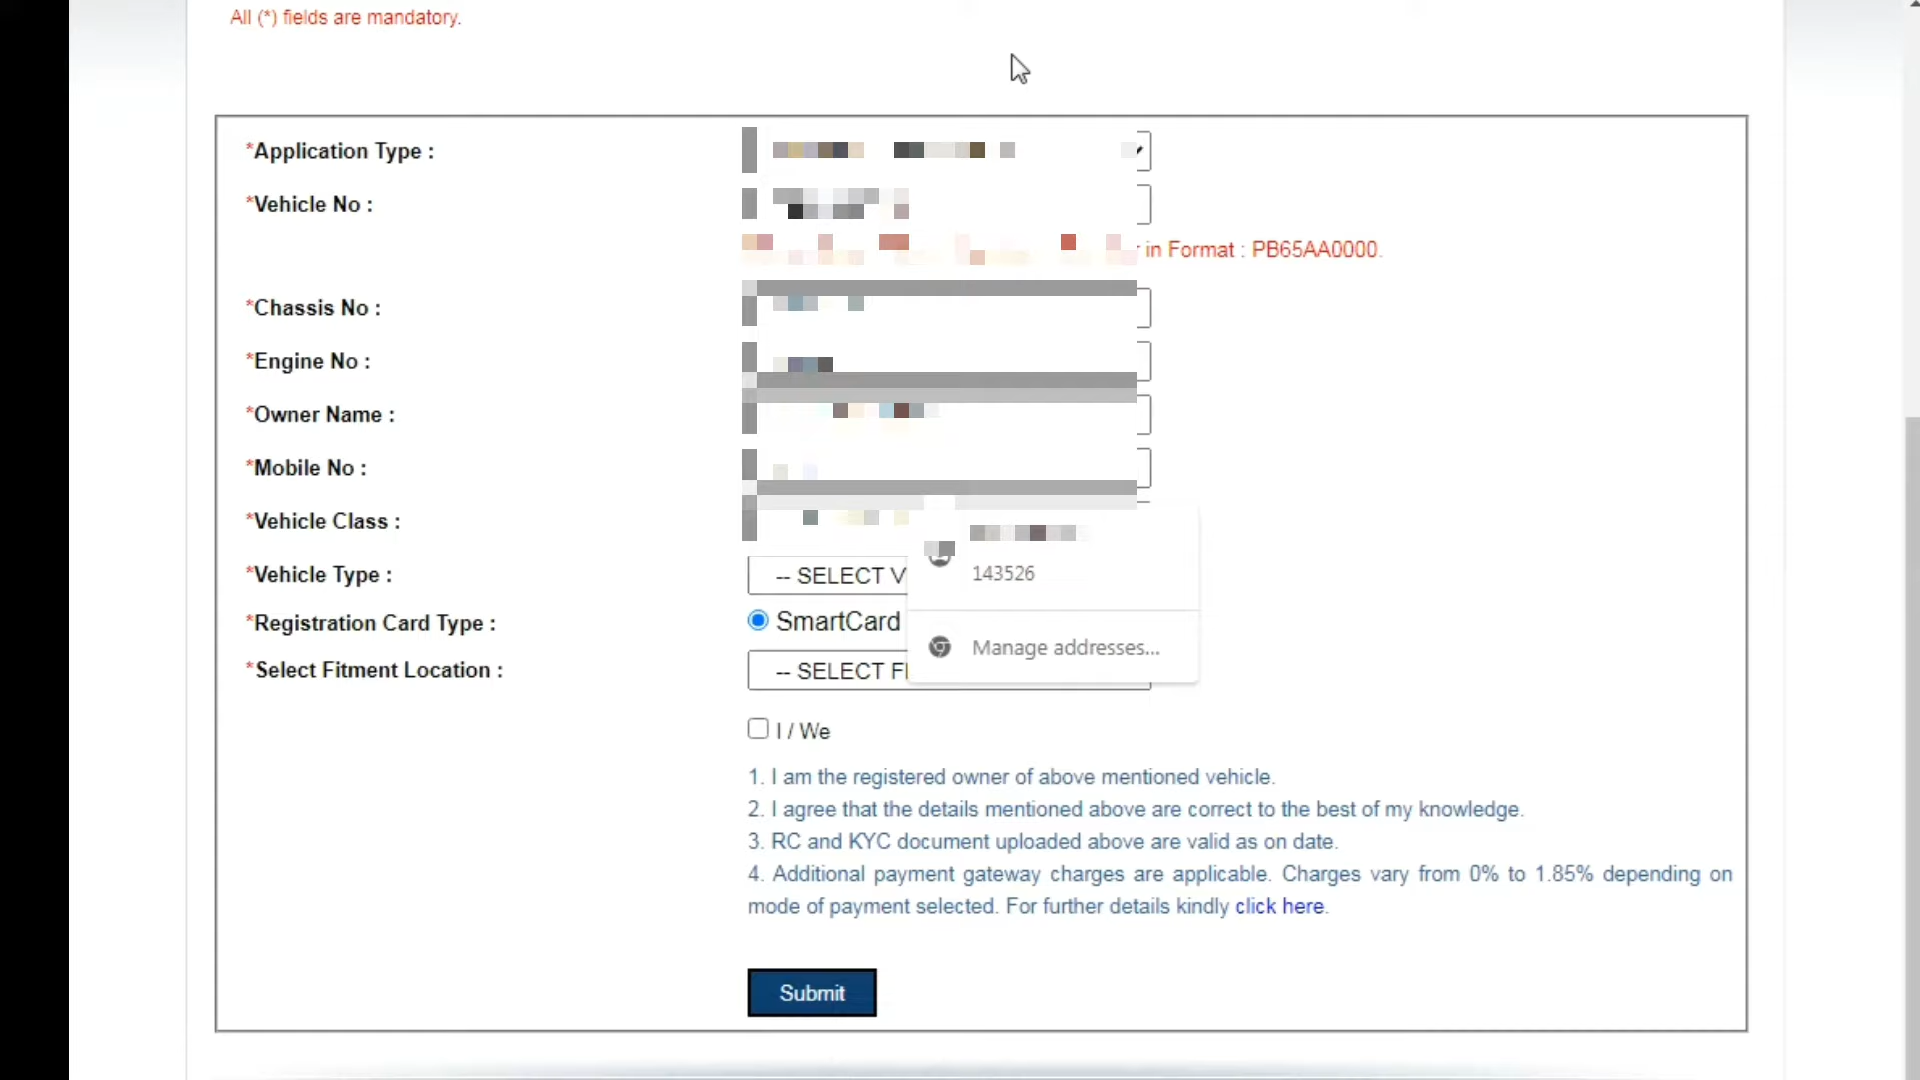 All (*) fields are mandatory.
*Application Type :
*Vehicle No :
in Format : PB65AA0000.
*Chassis No :
*Engine No :
*Owner Name :
*Mobile No :
*Vehicle Class :
143526
*Vehicle Type :
-- SELECT V
*Registration Card Type :
SmartCard
Manage addresses...
*Select Fitment Location :
-- SELECT FI
I / We
1. I am the registered owner of above mentioned vehicle.
2. I agree that the details mentioned above are correct to the best of my knowledge.
3. RC and KYC document uploaded above are valid as on date.
4. Additional payment gateway charges are applicable. Charges vary from 0% to 1.85% depending on
mode of payment selected. For further details kindly click here.
Submit